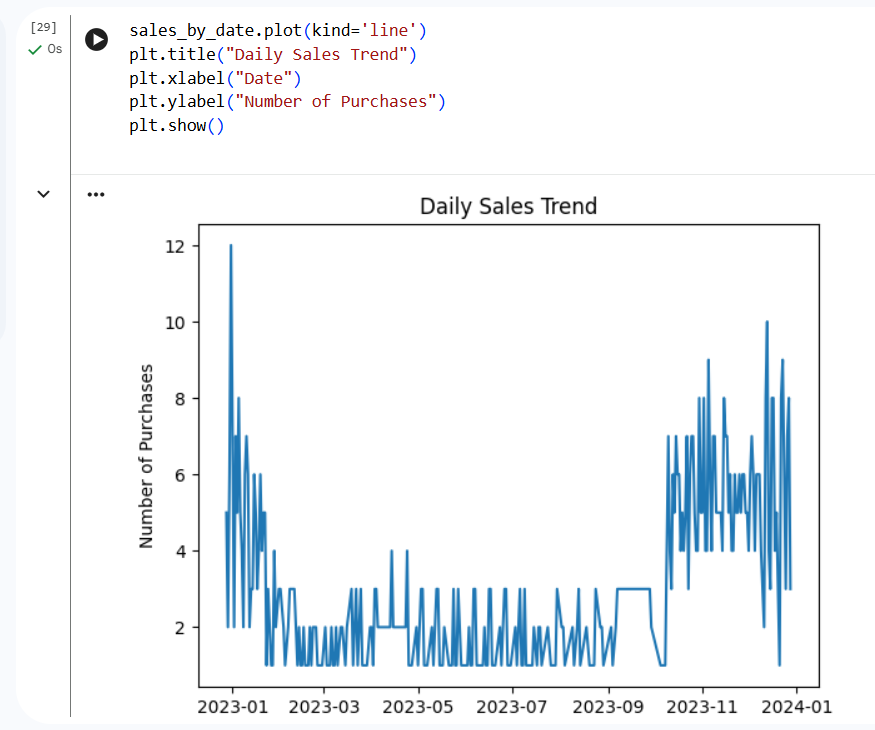 [29]
0s
sales_by_date.plot(kind='line')
plt.title("Daily Sales Trend")
plt.xlabel("Date")
plt.ylabel("Number of Purchases")
plt.show()
Daily Sales Trend
Number of Purchases
12
10
8
6
4
2
2023-01 2023-03 2023-05 2023-07 2023-09 2023-11 2024-01